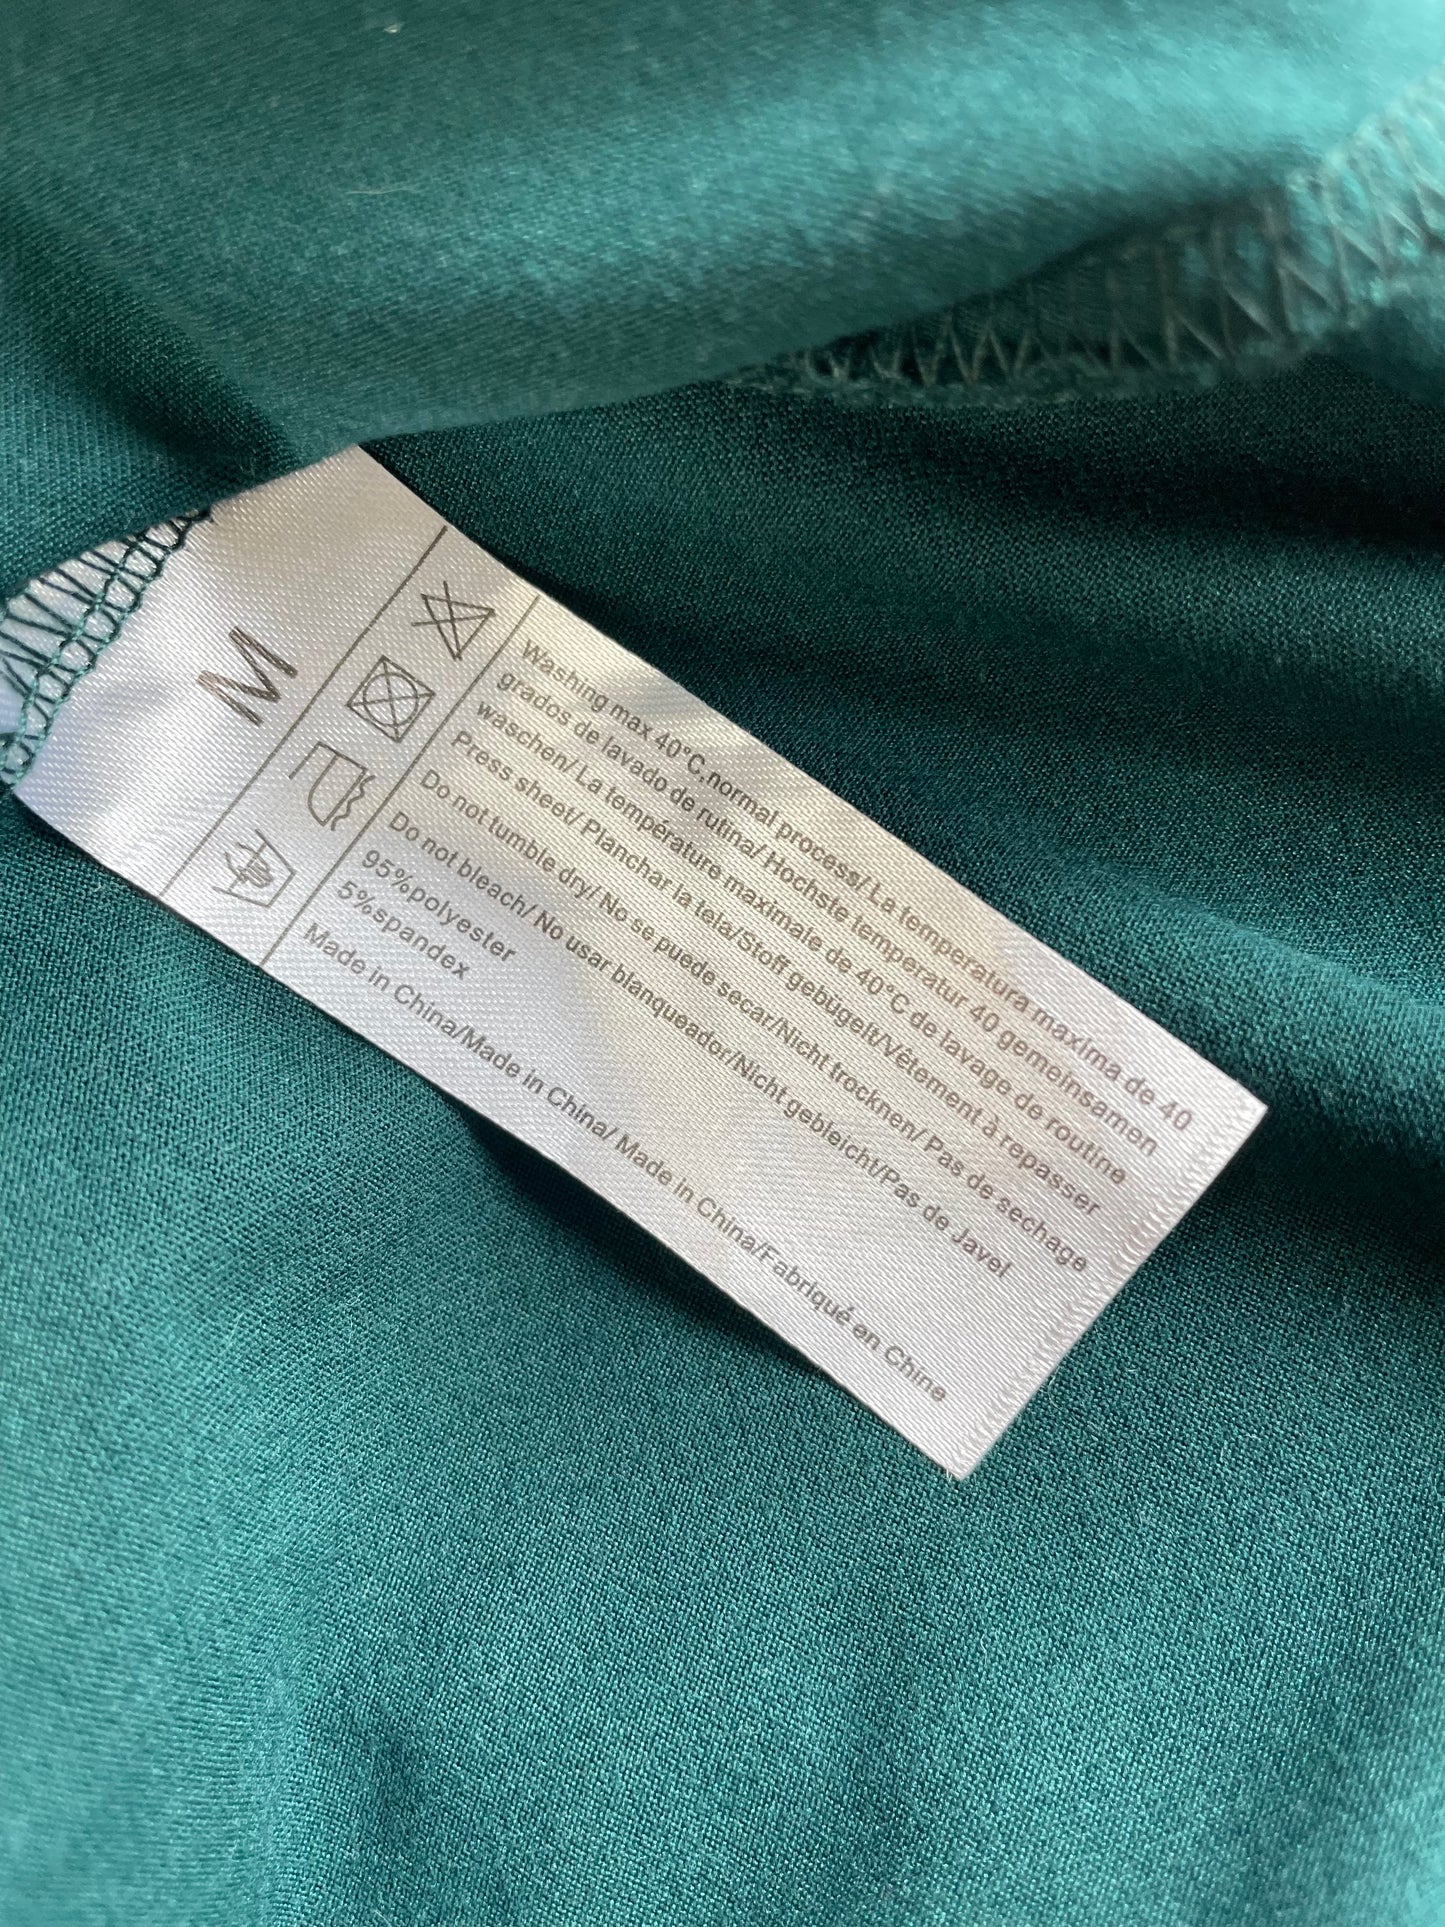 M
Washing max 40°C,normal process/ La temperatura maxima de 40
grados de lavado de rutina/ Hochste temperatur 40 gemeinsamen
waschen/ La température maximale de 40°C de lavage de routine
Press sheet/ Planchar la tela/Stoff gebügelt/Vêtement à repasser
Do not tumble dry/ No se puede secar/Nicht trocknen/ Pas de sechage
Do not bleach/ No usar blanqueador/Nicht gebleicht/Pas de Javel
95%polyester
5%spandex
Made in China/Made in China/ Made in China/Fabriqué en Chine